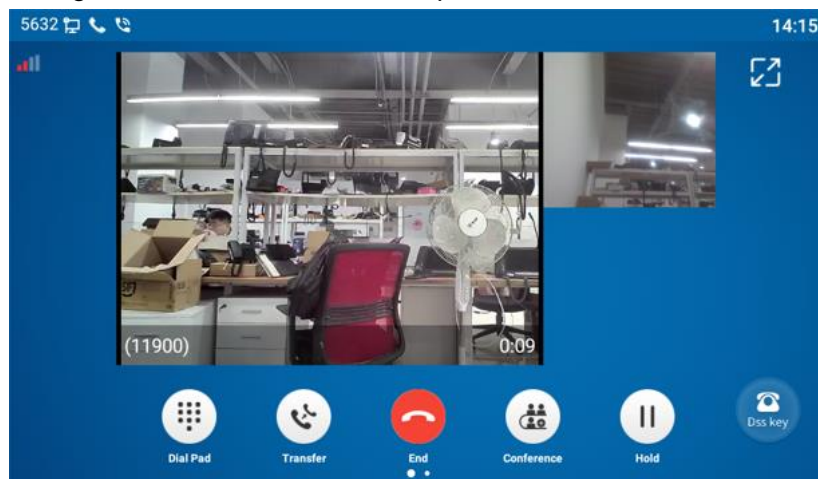 5632
14:15
(11900)
0:09
Dial Pad
Transfer
End
Conference
Hold
Dss key